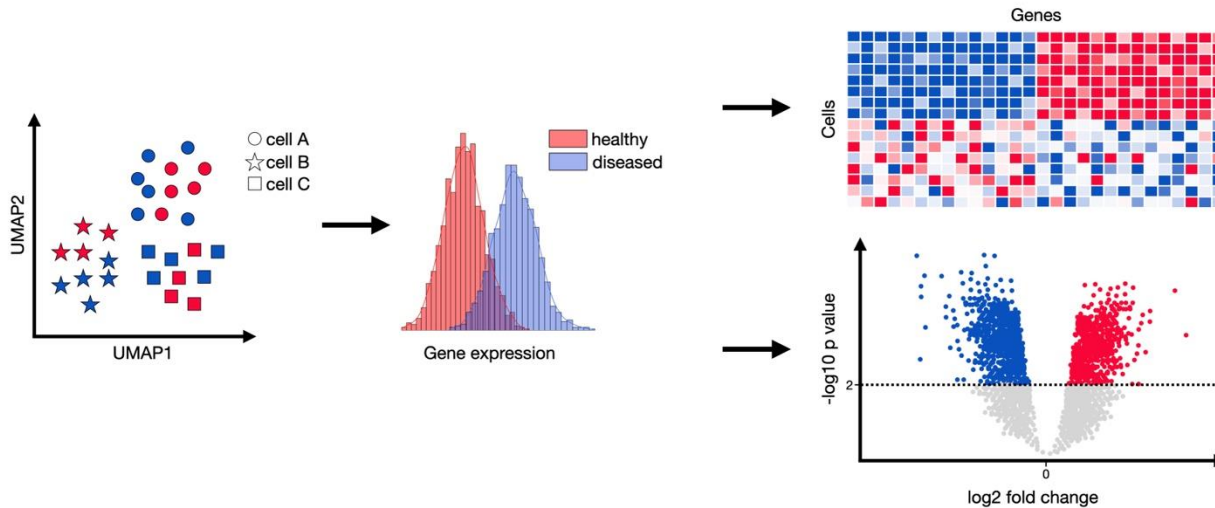 UMAP2
UMAP1
cell A
cell B
cell C
healthy
diseased
Gene expression
Genes
Cells
-log10 p value
2
0
log2 fold change